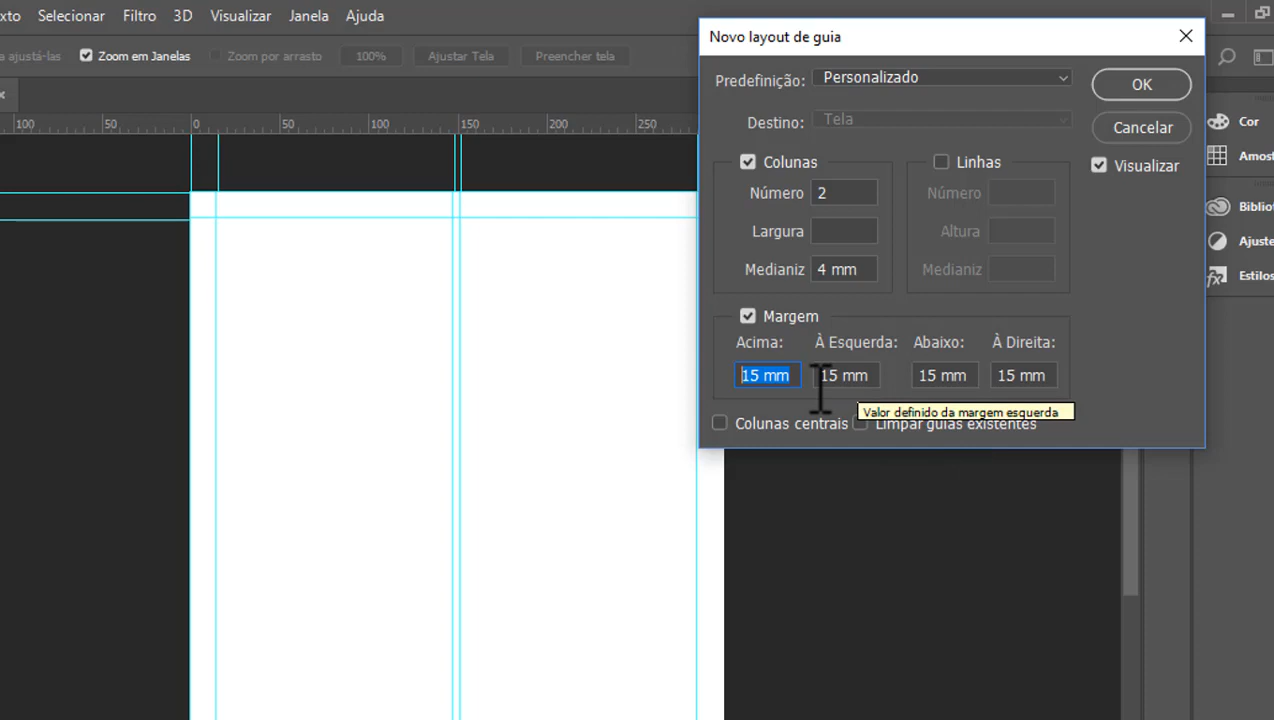 xto Selecionar Filtro 3D Visualizar Janela Ajuda
a ajustá-las Zoom em Janelas Zoom por arrasto 100% Ajustar Tela Preencher tela
100 50 0 50 100 150 200 250
Novo layout de guia
Predefinição: Personalizado
OK
Destino: Tela
Cancelar
Colunas
Linhas
Visualizar
Número 2
Número
Largura
Altura
Medianiz 4 mm
Medianiz
Margem
Acima: À Esquerda: Abaixo: À Direita:
15 mm 15 mm 15 mm 15 mm
Valor definido da margem esquerda
Colunas centrais Limpar guias existentes
Cor
Amost
Bibliot
Ajuste
Estilos